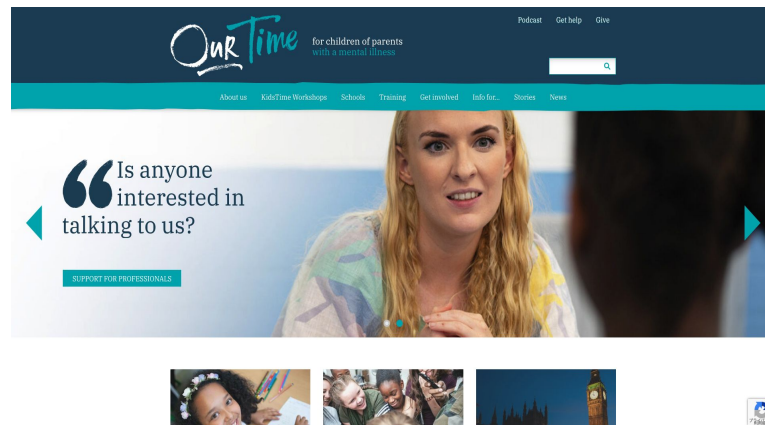 Podcast Get help Give
Our Time
for children of parents
with a mental illness
About us KidsTime Workshops Schools Training Get involved Info for... Stories News
“ Is anyone
interested in
talking to us?
SUPPORT FOR PROFESSIONALS